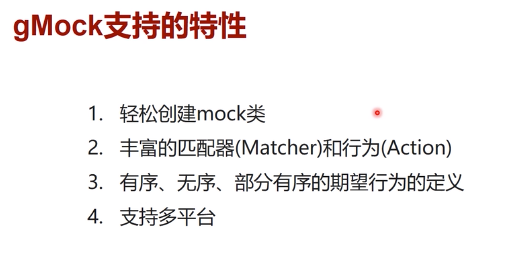 gMock支持的特性
1. 轻松创建mock类
2. 丰富的匹配器(Matcher)和行为(Action)
3. 有序、无序、部分有序的期望行为的定义
4. 支持多平台